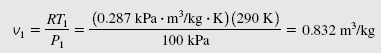 v₁ = RT₁/P₁ = (0.287 kPa · m³/kg · K)(290 K)/100 kPa = 0.832 m³/kg